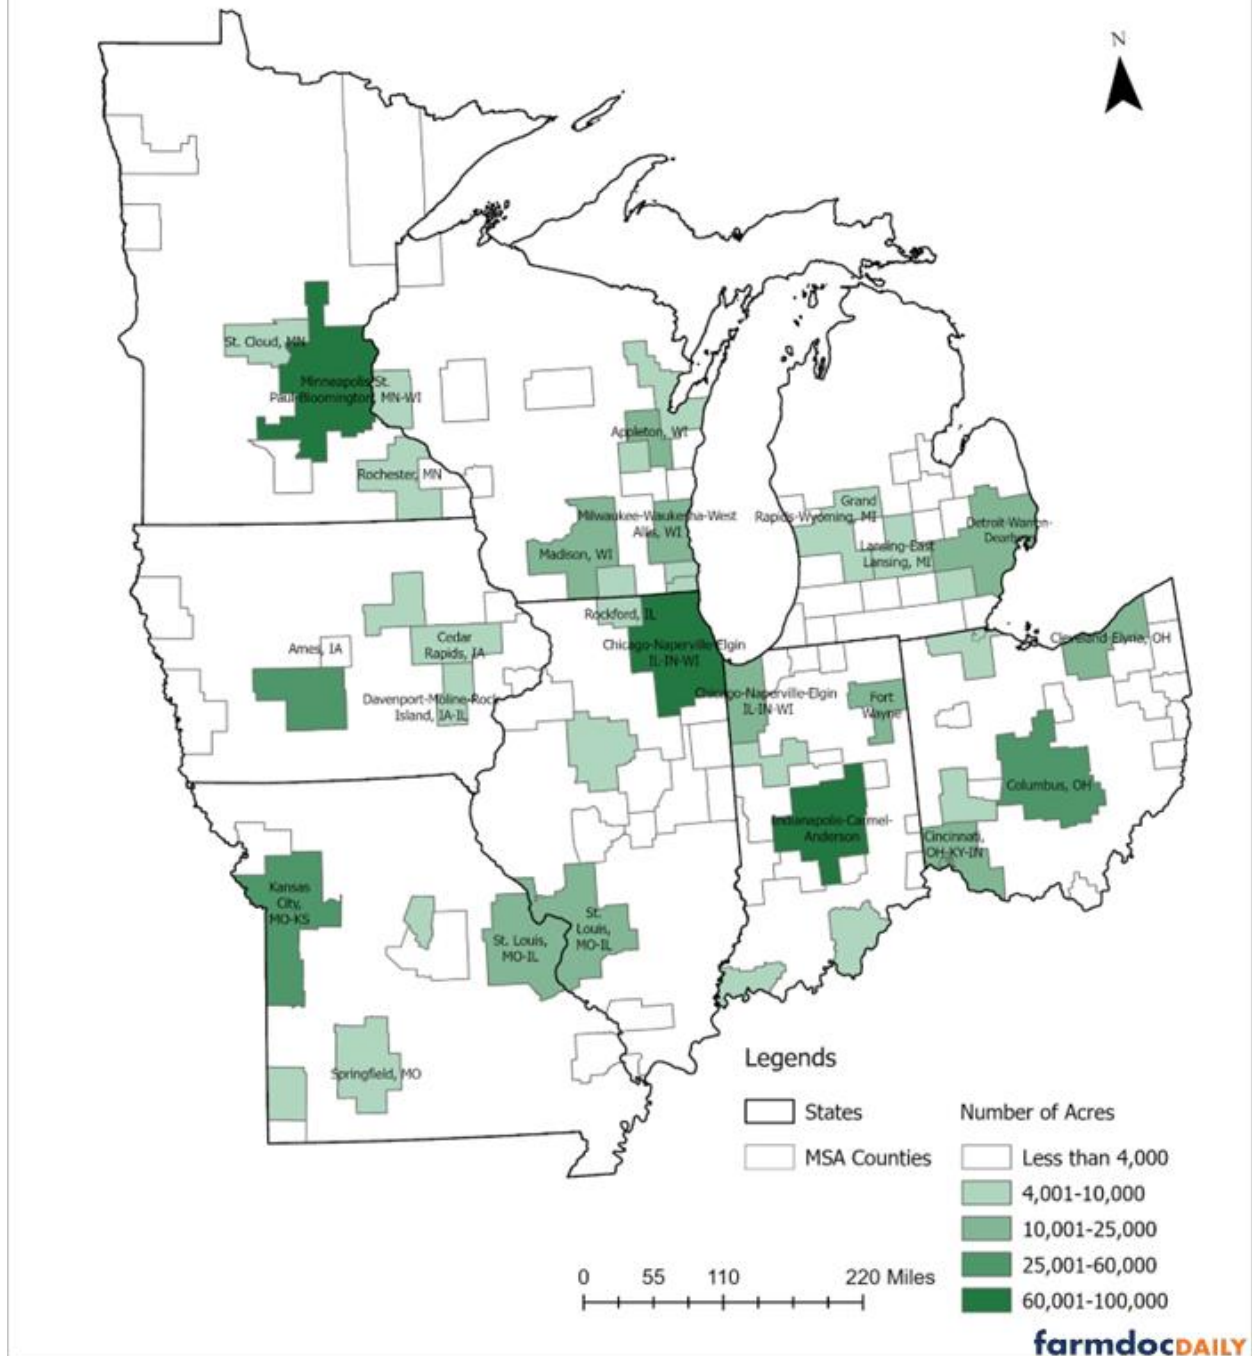 N
St. Cloud, MN
Minneapolis-St.
Paul-Bloomington, MN-WI
Appleton, WI
Rochester, MN
Grand
Rapids-Wyoming, MI
Milwaukee-Waukesha-West
Allis, WI
Detroit-Warren-
Dearborn
Madison, WI
Lansing-East
Lansing, MI
Rockford, IL
Cedar
Rapids, IA
Ames, IA
Chicago-Naperville-Elgin
IL-IN-WI
Cleveland-Elyria, OH
Davenport-Moline-Rock
Island, IA-IL
Chicago-Naperville-Elgin
IL-IN-WI
Fort
Wayne
Columbus, OH
Indianapolis-Carmel-
Anderson
Cincinnati,
OH-KY-IN
Kansas
City,
MO-KS
St. Louis,
MO-IL
St.
Louis,
MO-IL
Springfield, MO
Legends
States
MSA Counties
Number of Acres
Less than 4,000
4,001-10,000
10,001-25,000
25,001-60,000
60,001-100,000
0 55 110 220 Miles
farmdocDAILY